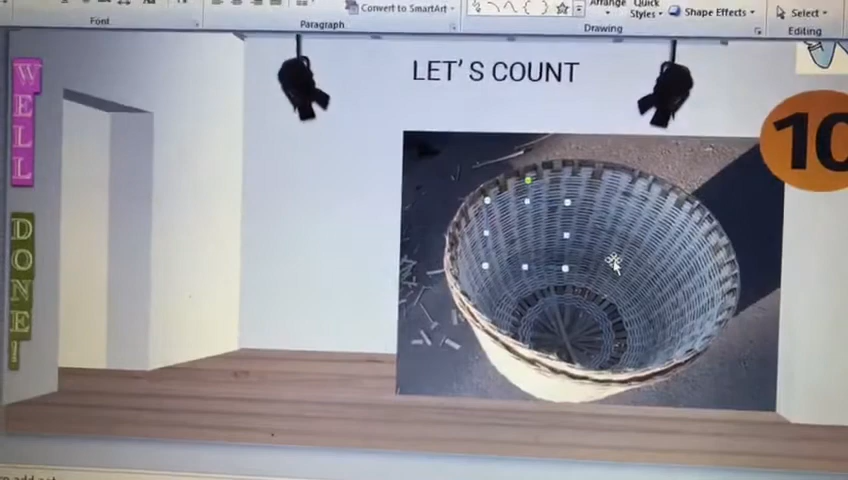 Convert to SmartArt
Arrange
Quick
Styles
Shape Effects
Select
Font
Paragraph
Drawing
Editing
LET'S COUNT
10
WELL
DONE